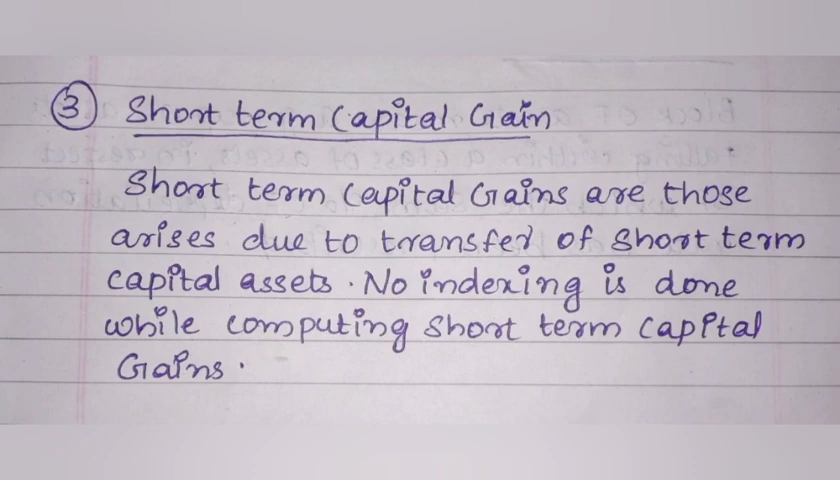 ③ Short term Capital Gain
Short term capital Gains are those
arises due to transfer of short term
capital assets. No indexing is done
while computing short term capital
Gains.